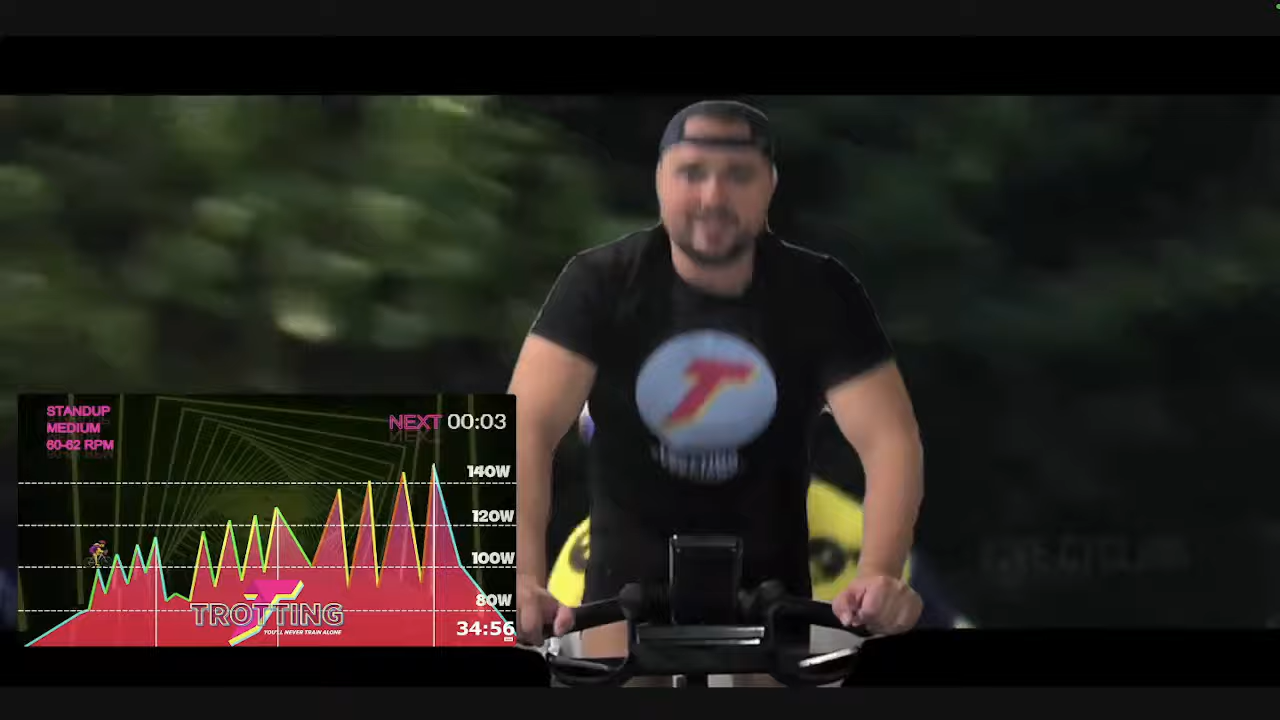 STANDUP
MEDIUM
60-62 RPM
NEXT 00:03
140W
120W
100W
80W
34:56
TROTTING
YOU'LL NEVER TRAIN ALONE
T